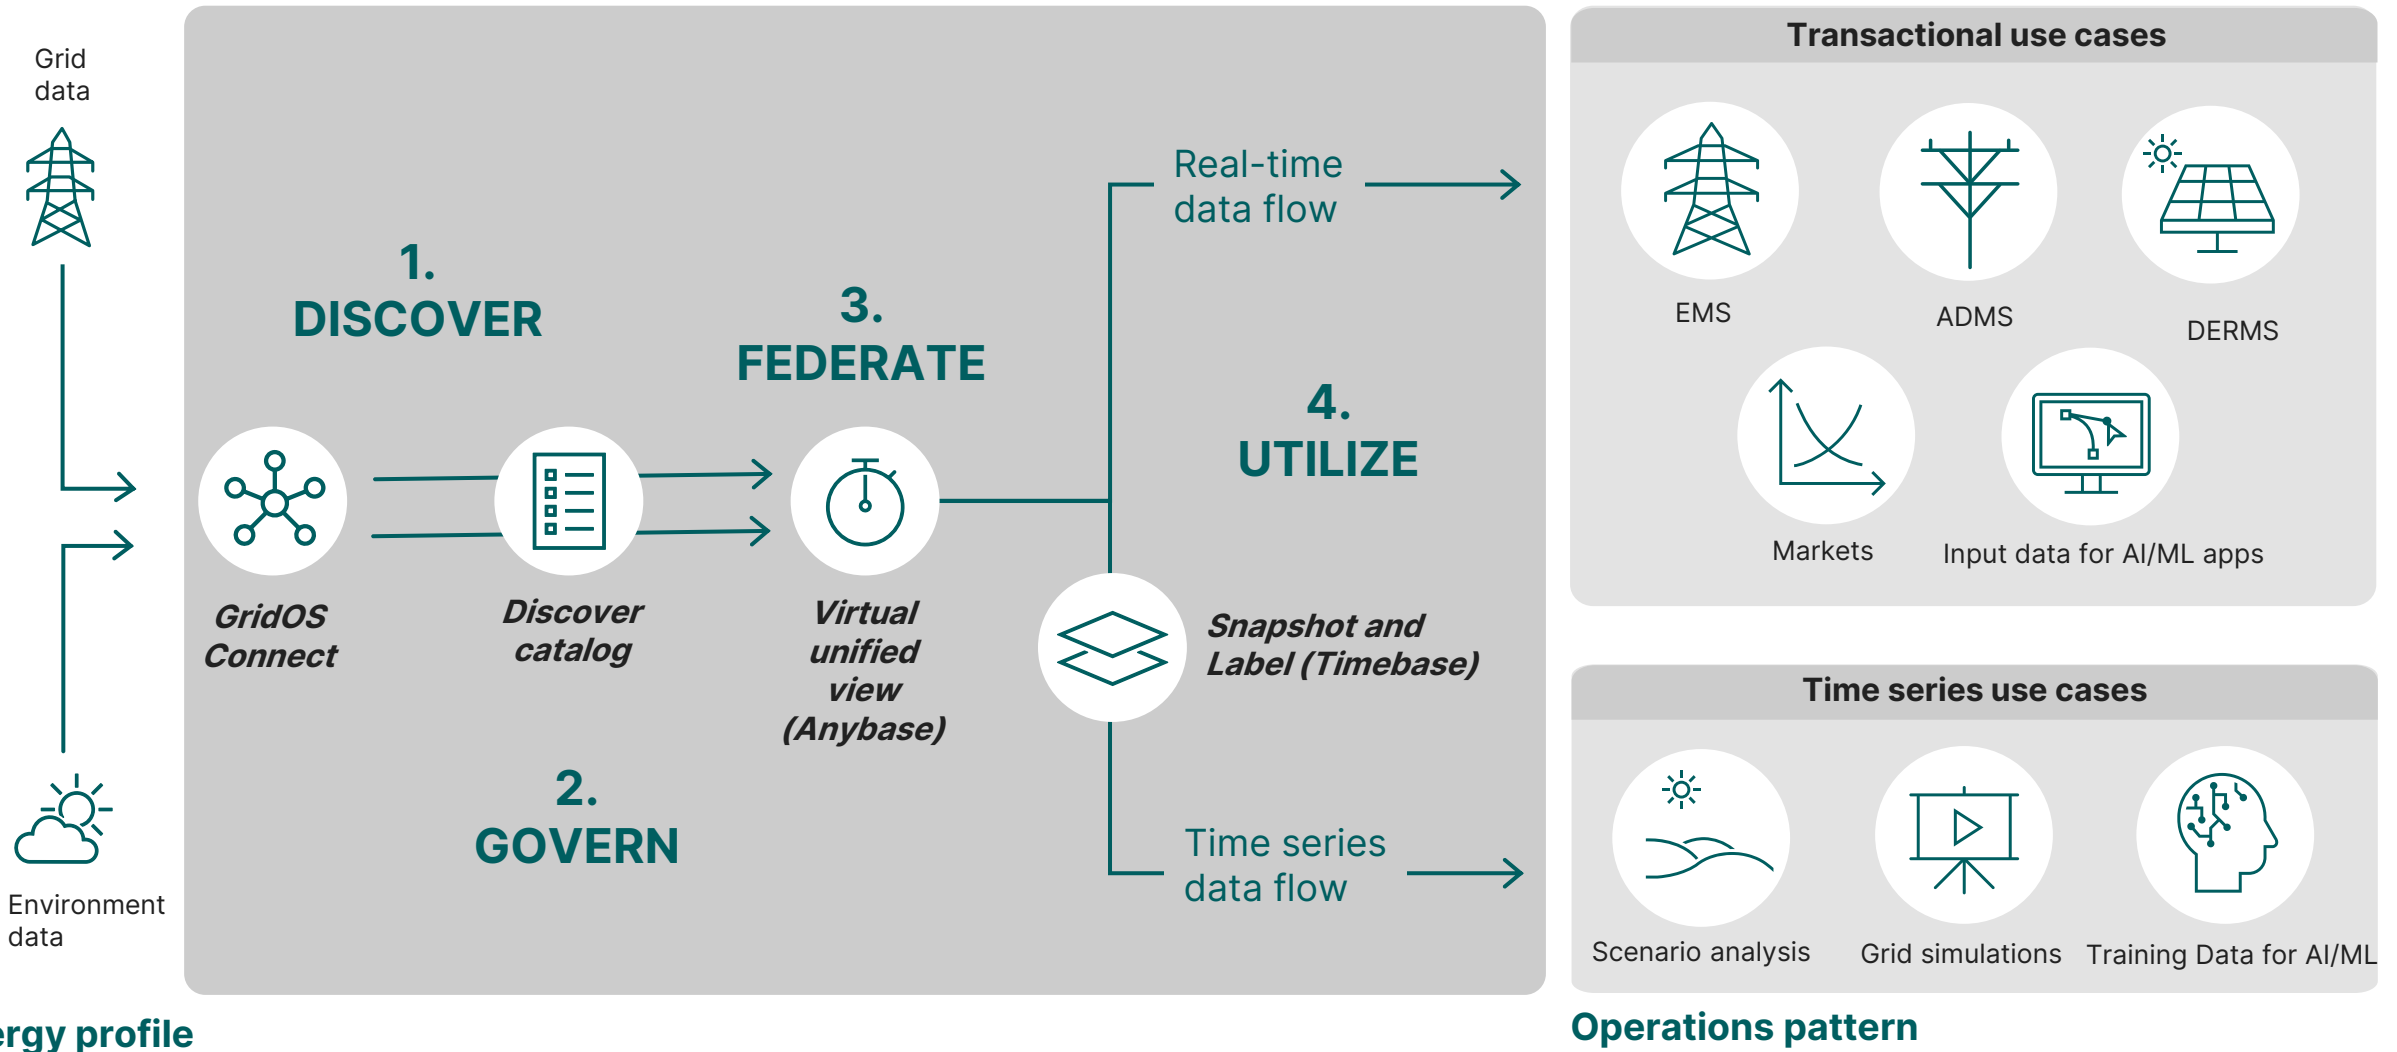 Grid
data
Environment
data
ergy profile
1.
DISCOVER
2.
GOVERN
3.
FEDERATE
4.
UTILIZE
GridOS
Connect
Discover
catalog
Virtual
unified
view
(Anybase)
Snapshot and
Label (Timebase)
Real-time
data flow
Time series
data flow
Transactional use cases
EMS
ADMS
DERMS
Markets
Input data for AI/ML apps
Time series use cases
Scenario analysis
Grid simulations
Training Data for AI/ML
Operations pattern